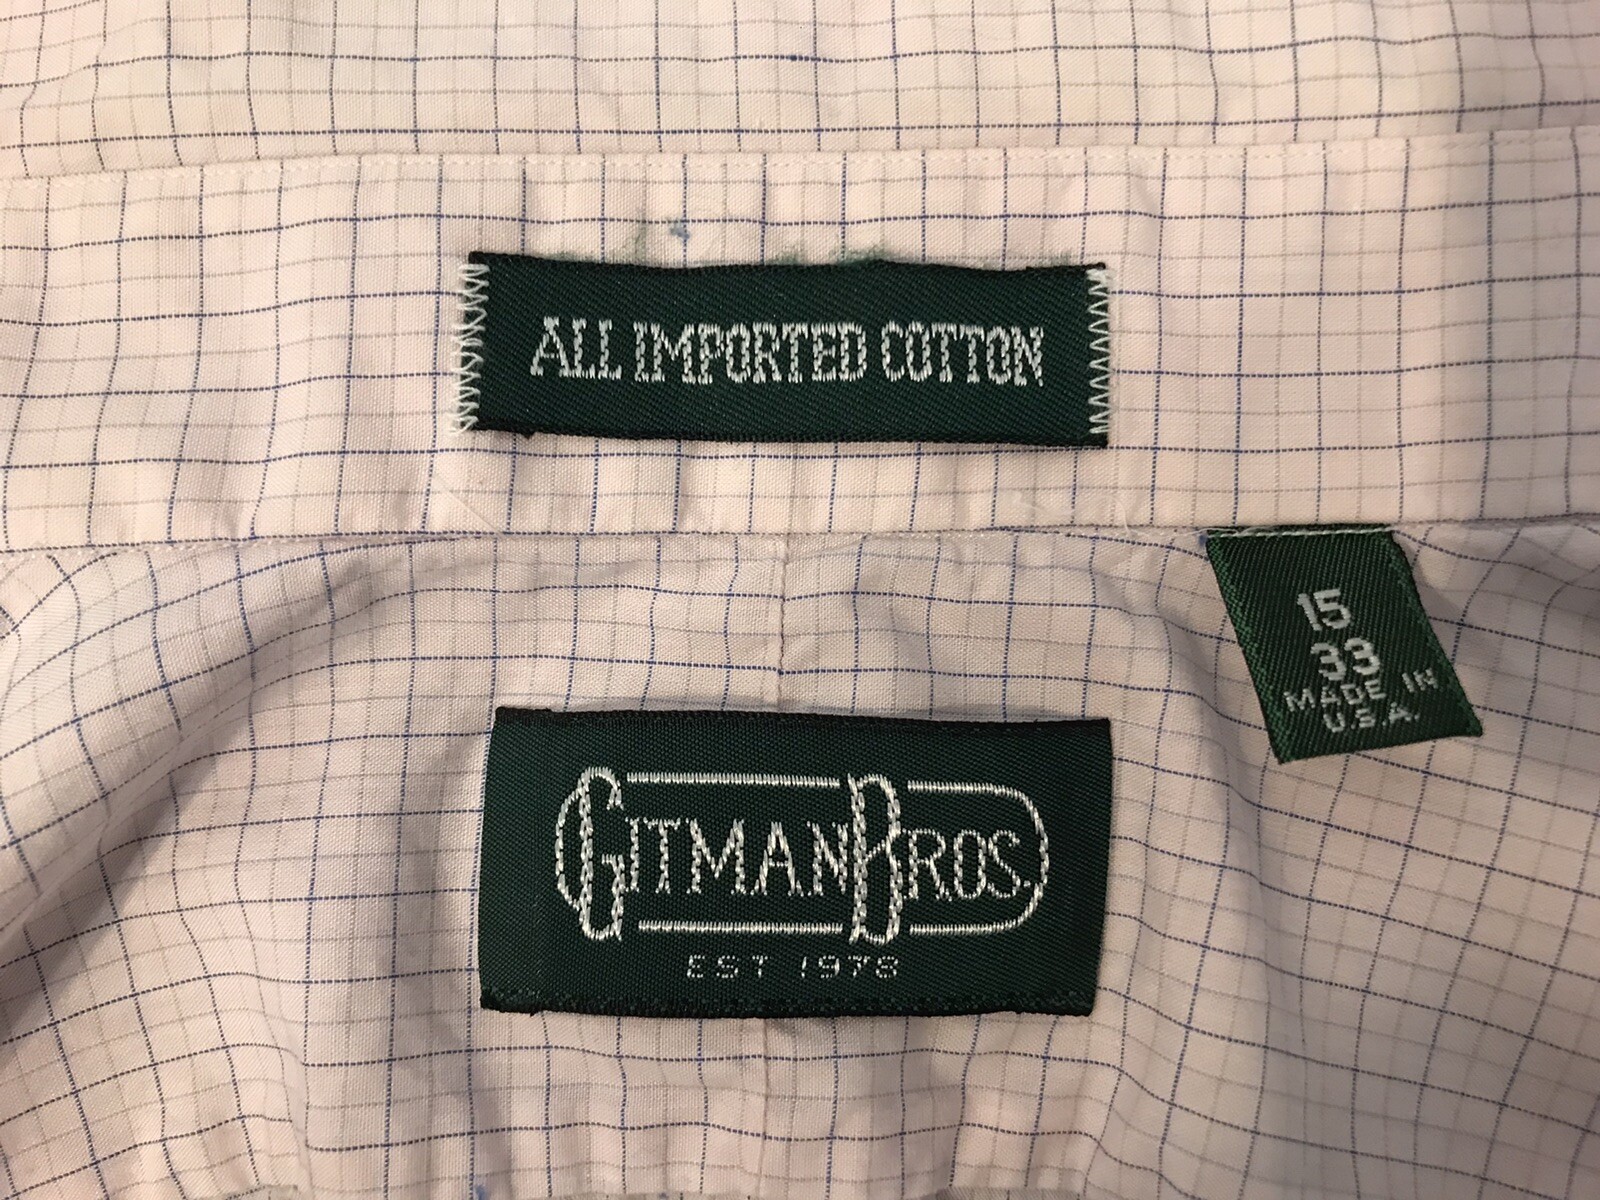 ALL IMPORTED COTTON
15
33
MADE IN
U.S.A.
GITMAN BROS.
EST 1978